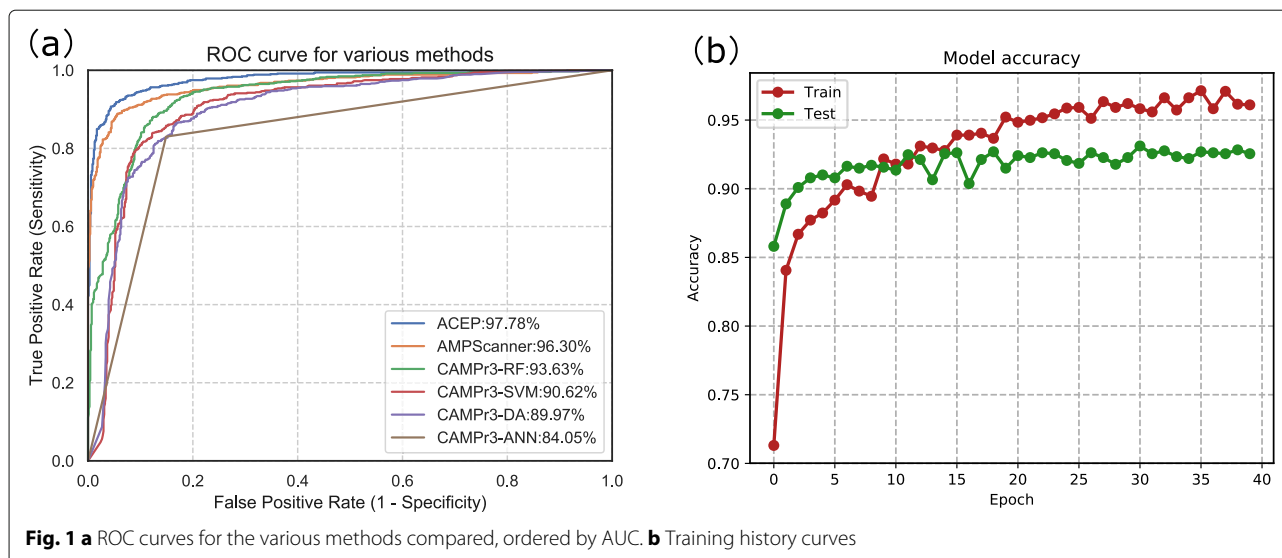 (a)
ROC curve for various methods
1.0
0.8
0.6
0.4
0.2
0.0
True Positive Rate (Sensitivity)
ACEP:97.78%
AMPScanner:96.30%
CAMPr3-RF:93.63%
CAMPr3-SVM:90.62%
CAMPr3-DA:89.97%
CAMPr3-ANN:84.05%
0.0 0.2 0.4 0.6 0.8 1.0
False Positive Rate (1 - Specificity)
(b)
Model accuracy
Train
Test
0.95
0.90
0.85
0.80
0.75
0.70
Accuracy
0 5 10 15 20 25 30 35 40
Epoch
Fig. 1 a ROC curves for the various methods compared, ordered by AUC. b Training history curves